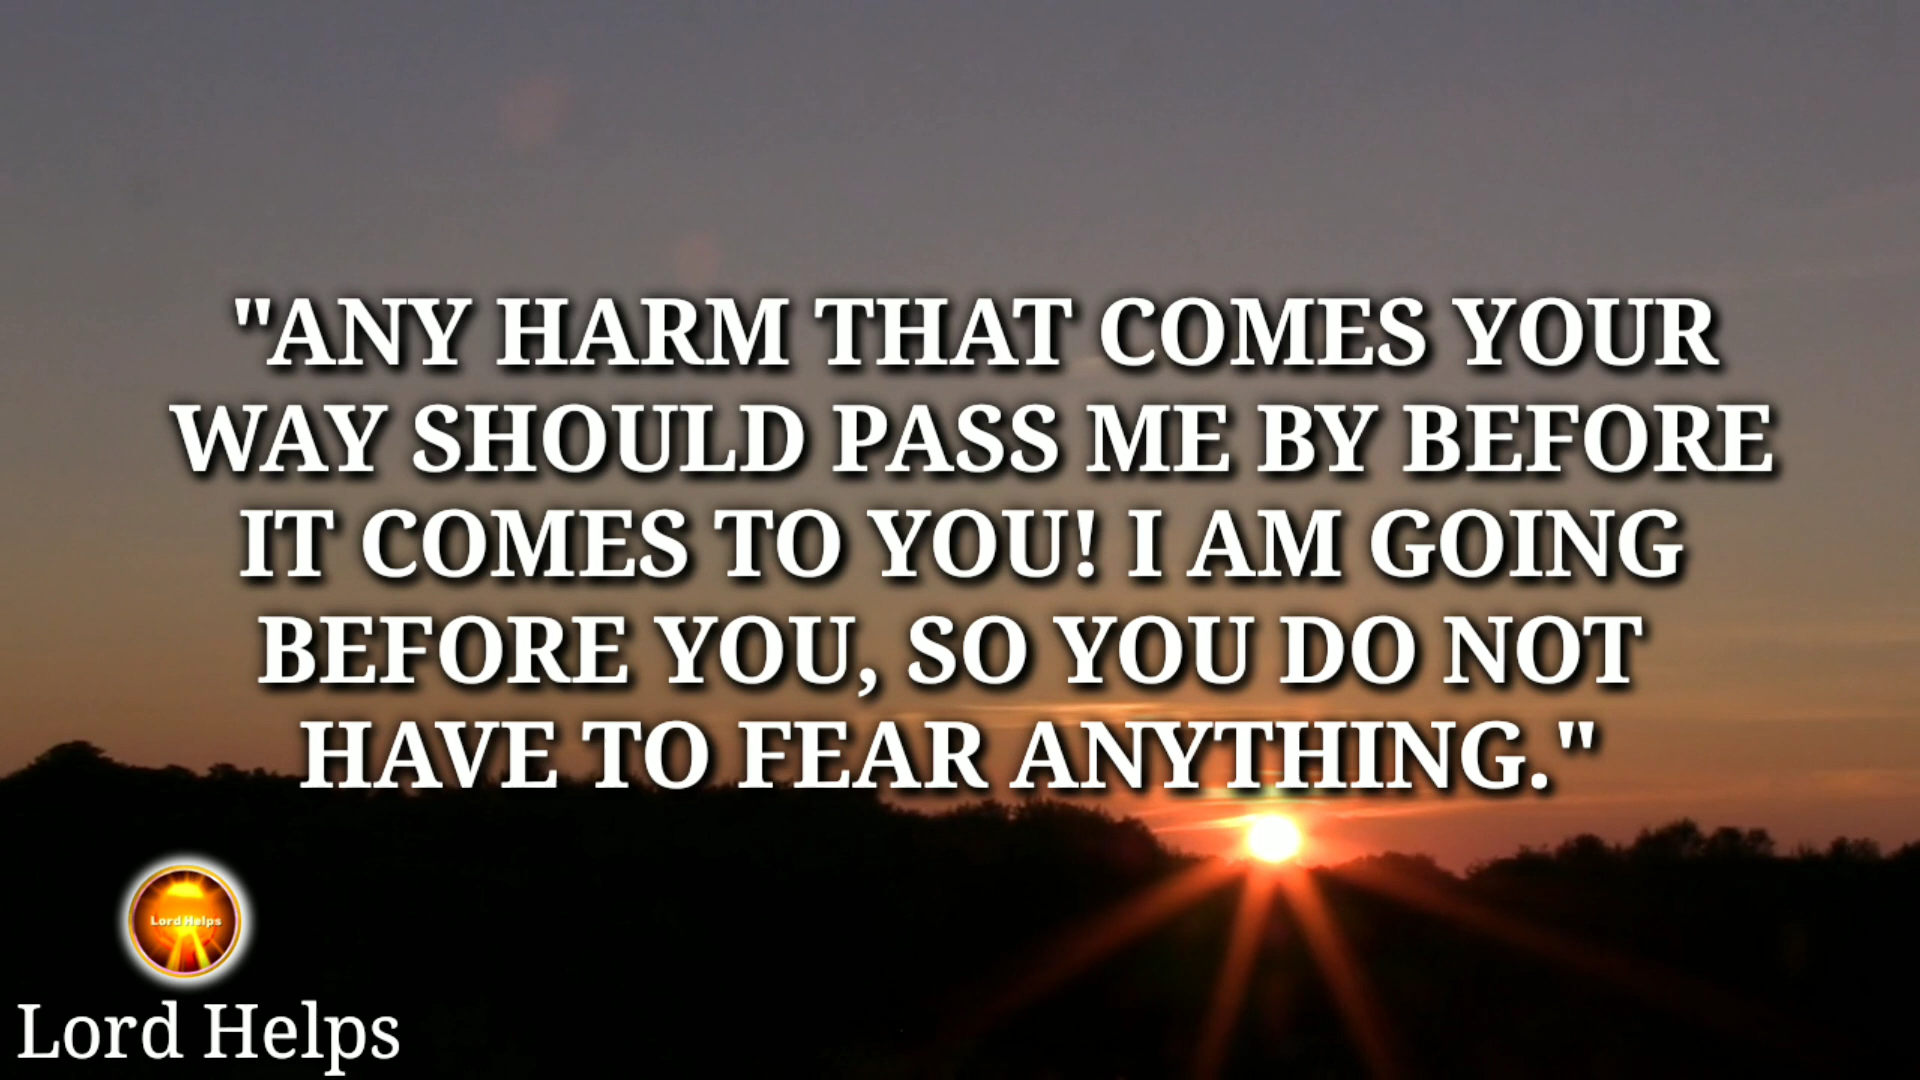 "ANY HARM THAT COMES YOUR
WAY SHOULD PASS ME BY BEFORE
IT COMES TO YOU! I AM GOING
BEFORE YOU, SO YOU DO NOT
HAVE TO FEAR ANYTHING."
Lord Helps
Lord Helps